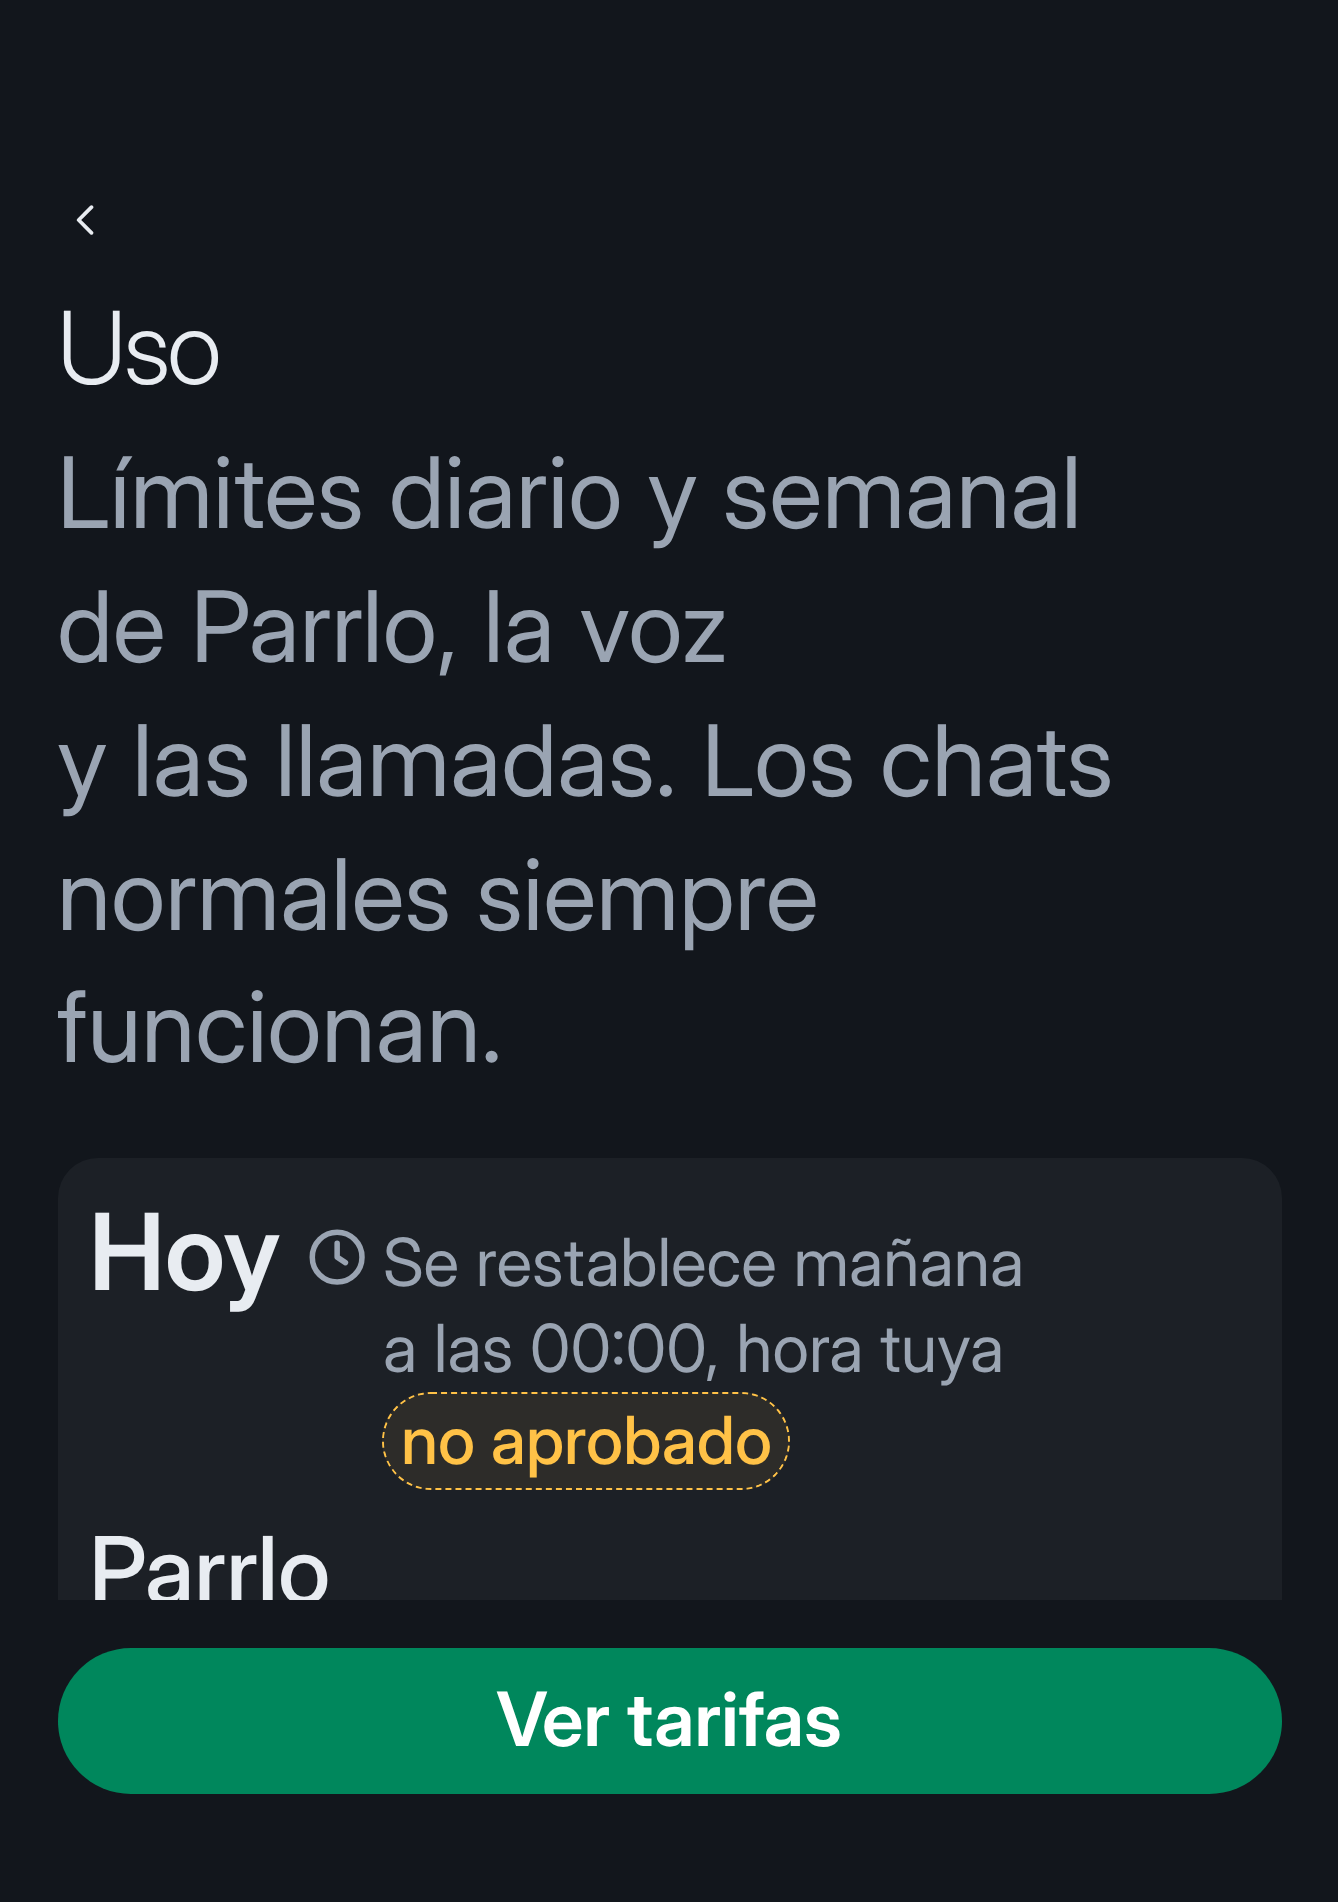 Uso
Límites diario y semanal
de Parrlo, la voz
y las llamadas. Los chats
normales siempre
funcionan.
Hoy
Se restablece mañana
a las 00:00, hora tuya
no aprobado
Parrlo
Ver tarifas